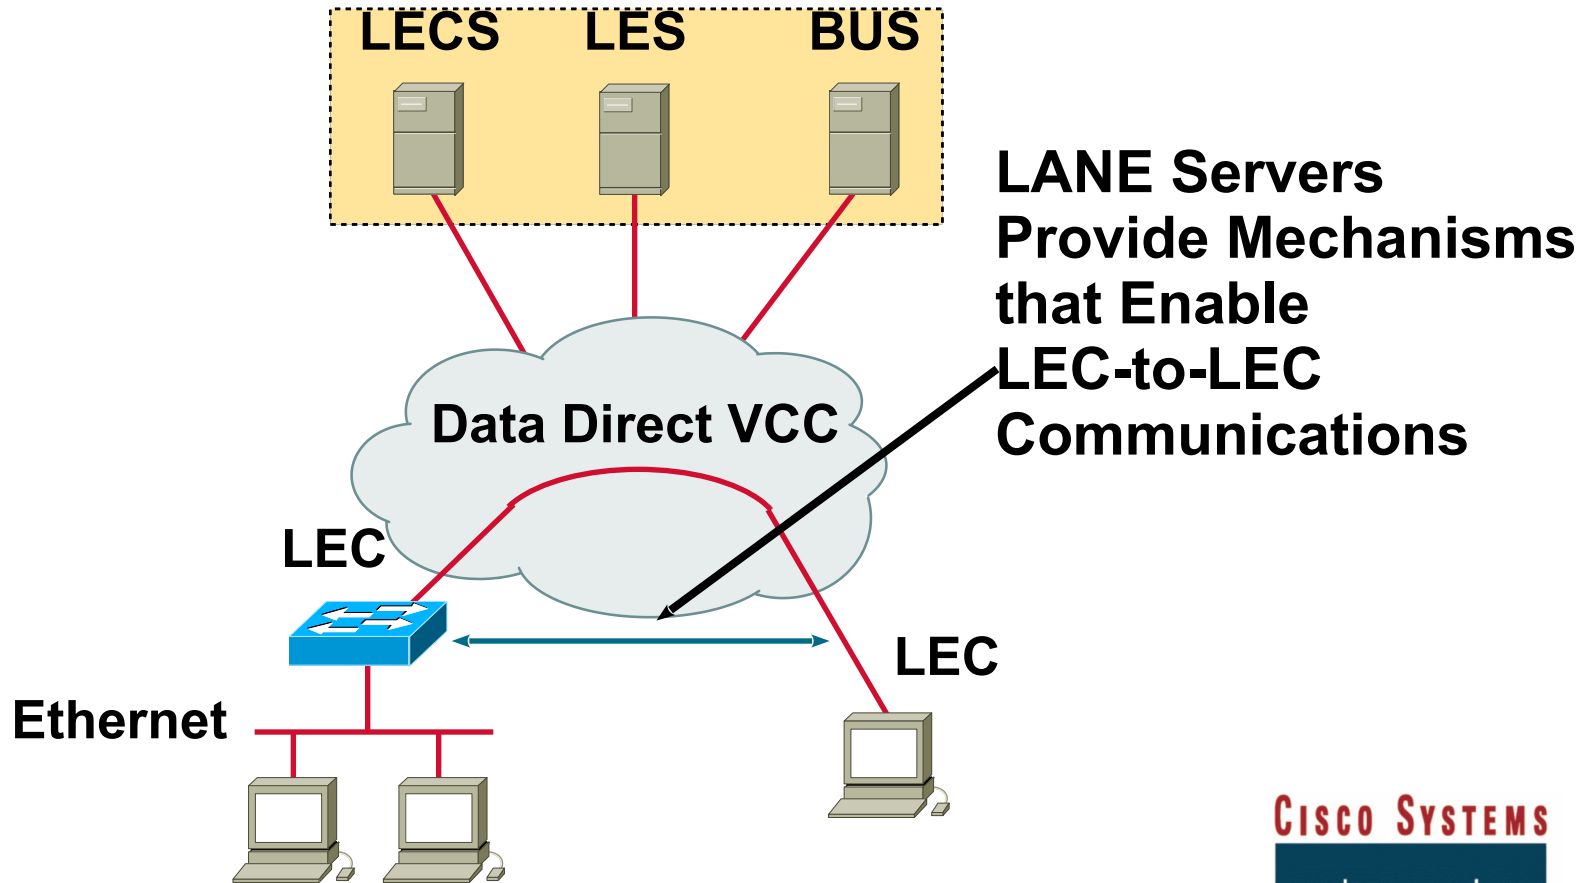 LECS LES BUS
LANE Servers
Provide Mechanisms
that Enable
LEC-to-LEC
Communications
Data Direct VCC
LEC
LEC
Ethernet
CISCO SYSTEMS